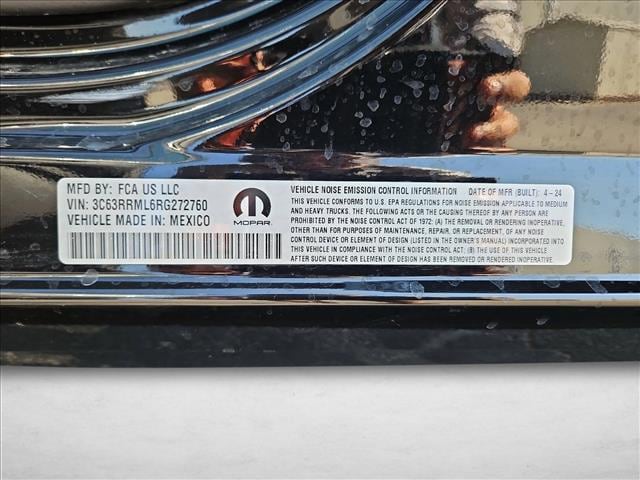 MFD BY: FCA US LLC
VIN: 3C63RRML6RG272760
VEHICLE MADE IN MEXICO
MOPAR
VEHICLE NOISE EMISSION CONTROL INFORMATION DATE OF MFR (BUILT): 4-24
THIS VEHICLE CONFORMS TO U.S. E.P.A. REGULATIONS FOR
NOISE EMISSION APPLICABLE TO MEDIUM
AND HEAVY TRUCKS. THE FOLLOWING ACTS OR THE CAUSING THEREOF BY ANY PERSON ARE
PROHIBITED BY THE NOISE CONTROL ACT OF 1972: (A) THE REMOVAL OR RENDERING INOPERATIVE,
OTHER THAN FOR PURPOSES OF MAINTENANCE, REPAIR, OR REPLACEMENT, OF ANY NOISE
CONTROL DEVICE OR ELEMENT OF DESIGN (LISTED IN THE OWNER'S MANUAL) INCORPORATED INTO
THIS VEHICLE IN COMPLIANCE WITH THE NOISE CONTROL ACT; (B) THE USE OF THIS VEHICLE
AFTER SUCH DEVICE OR ELEMENT OF DESIGN HAS BEEN REMOVED OR RENDERED INOPERATIVE